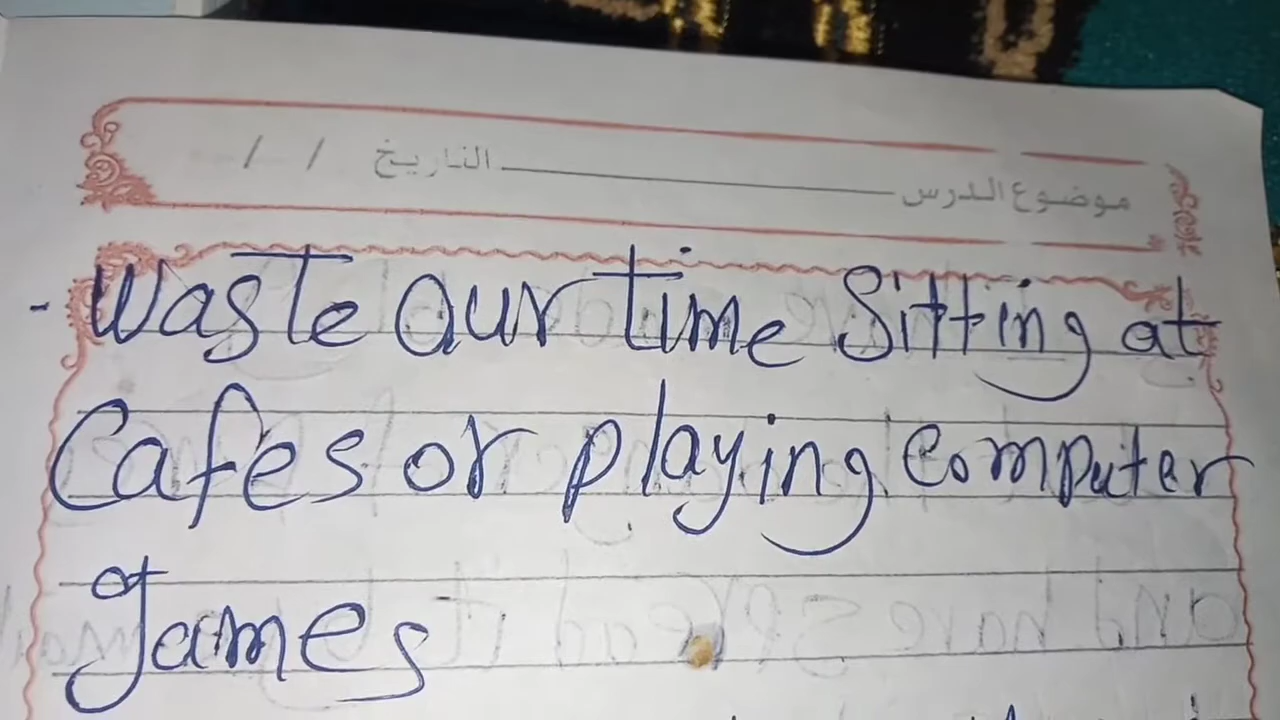 موضوع الدرس التاريخ / /
- Waste our time Sitting at
Cafes or playing computer
games